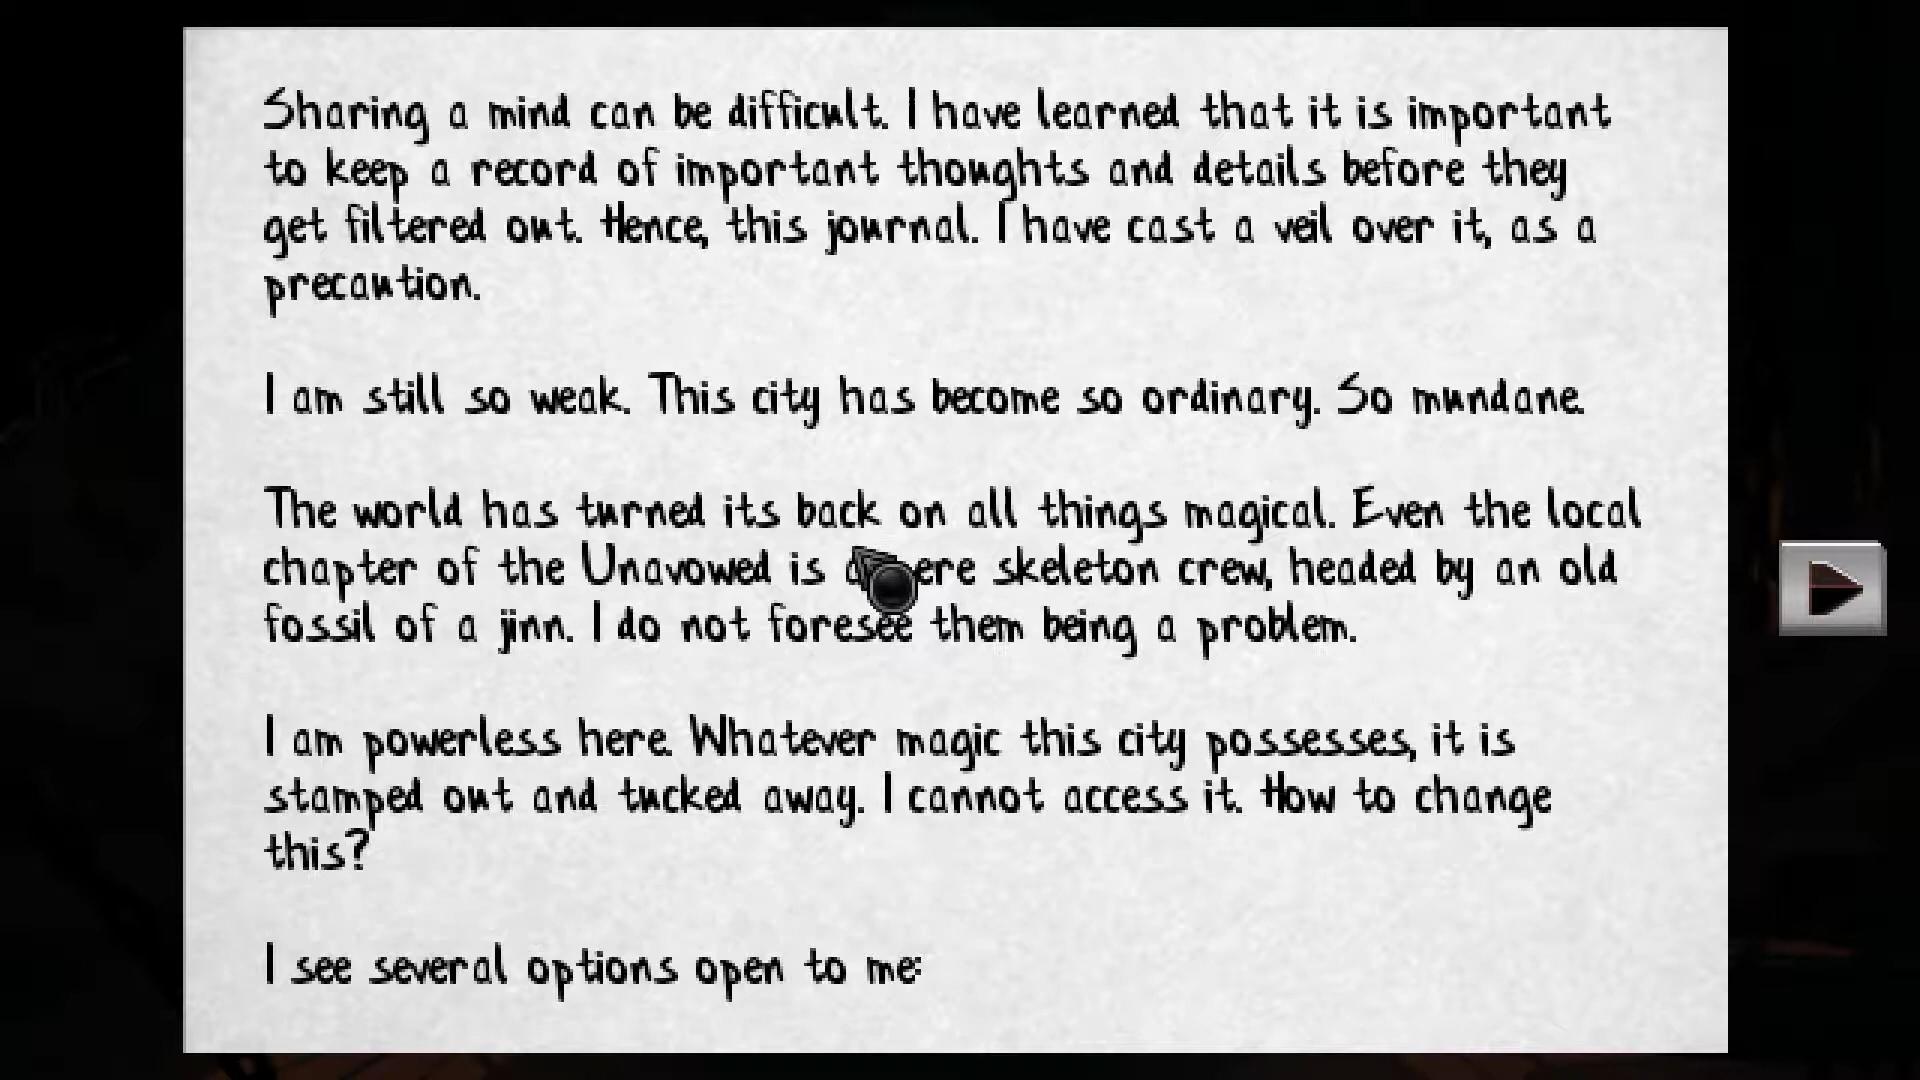 Sharing a mind can be difficult. I have learned that it is important
to keep a record of important thoughts and details before they
get filtered out. Hence, this journal. I have cast a veil over it, as a
precaution.
I am still so weak. This city has become so ordinary. So mundane.
The world has turned its back on all things magical. Even the local
chapter of the Unavowed is a mere skeleton crew, headed by an old
fossil of a jinn. I do not foresee them being a problem.
I am powerless here. Whatever magic this city possesses, it is
stamped out and tucked away. I cannot access it. How to change
this?
I see several options open to me: